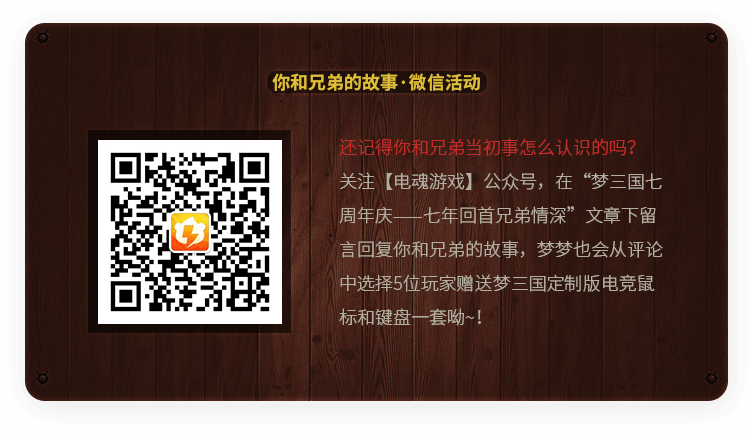 你和兄弟的故事·微信活动
还记得你和兄弟当初事怎么认识的吗?
关注【电魂游戏】公众号，在“梦三国七
周年庆——七年回首兄弟情深”文章下留
言回复你和兄弟的故事，梦梦也会从评论
中选择5位玩家赠送梦三国定制版电竞鼠
标和键盘一套呦~!